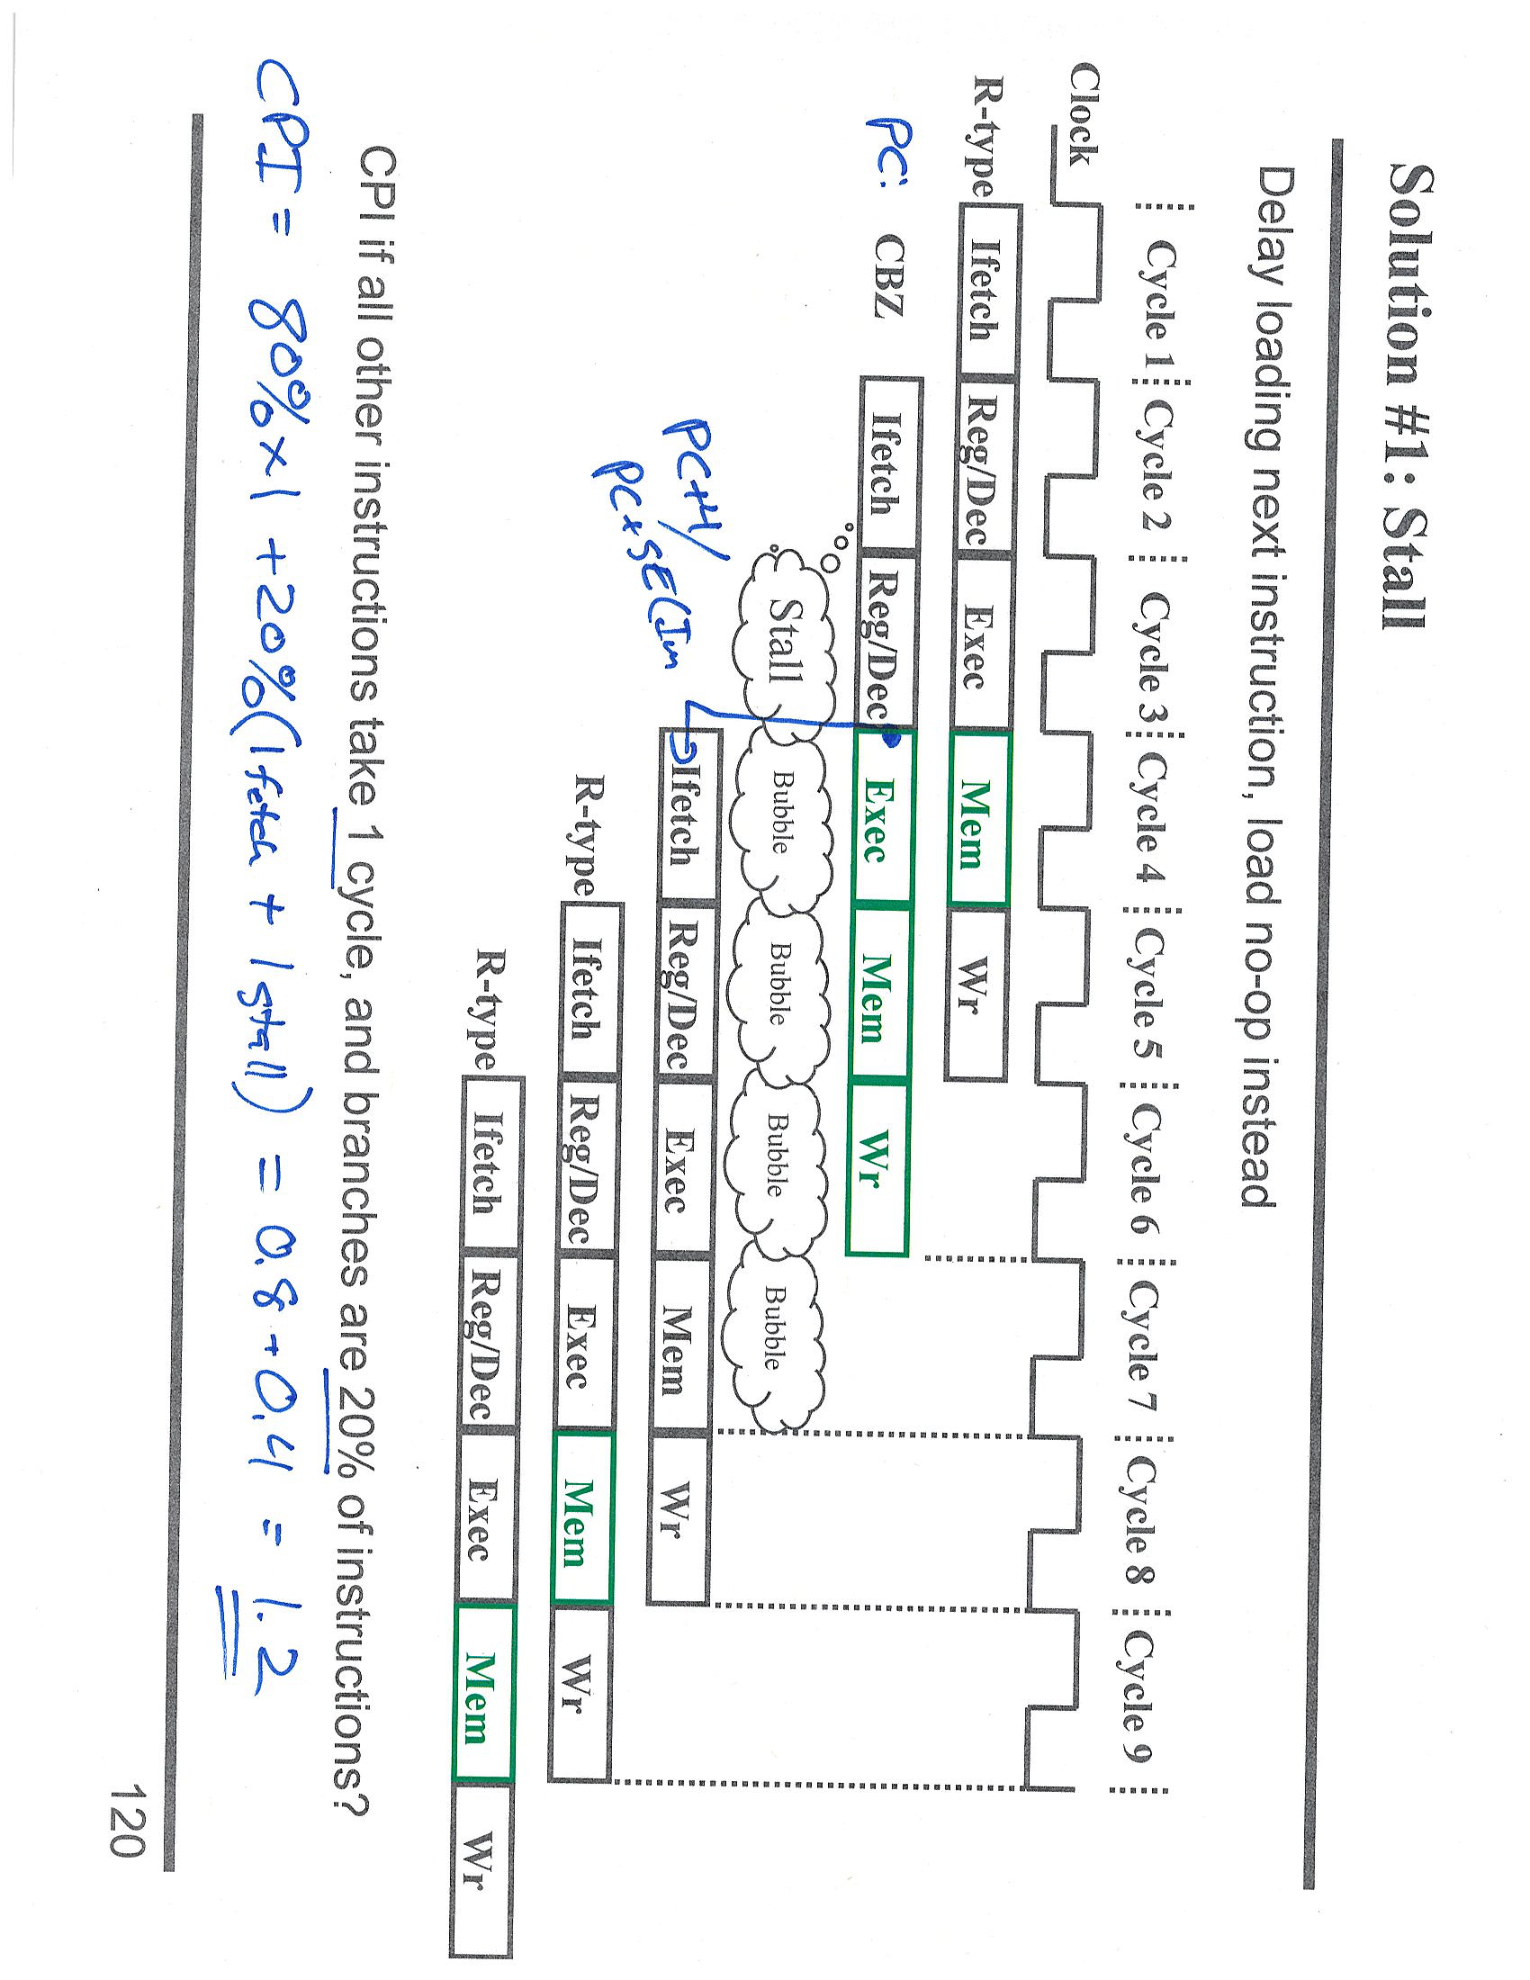 Solution #1: Stall
Delay loading next instruction, load no-op instead
Cycle 1 Cycle 2 Cycle 3 Cycle 4 Cycle 5 Cycle 6 Cycle 7 Cycle 8 Cycle 9
Clock
R-type Ifetch Reg/Dec Exec Mem Wr
PC: CBZ Ifetch Reg/Dec Exec Mem Wr
Stall Bubble Bubble Bubble Bubble
PC+4/
PC+SE(Imm
Ifetch Reg/Dec Exec Mem Wr
R-type Ifetch Reg/Dec Exec Mem Wr
R-type Ifetch Reg/Dec Exec Mem Wr
CPI if all other instructions take 1 cycle, and branches are 20% of instructions?
CPI = 80% x 1 + 20% (1 fetch + 1 stall) = 0.8 + 0.4 = 1.2
120